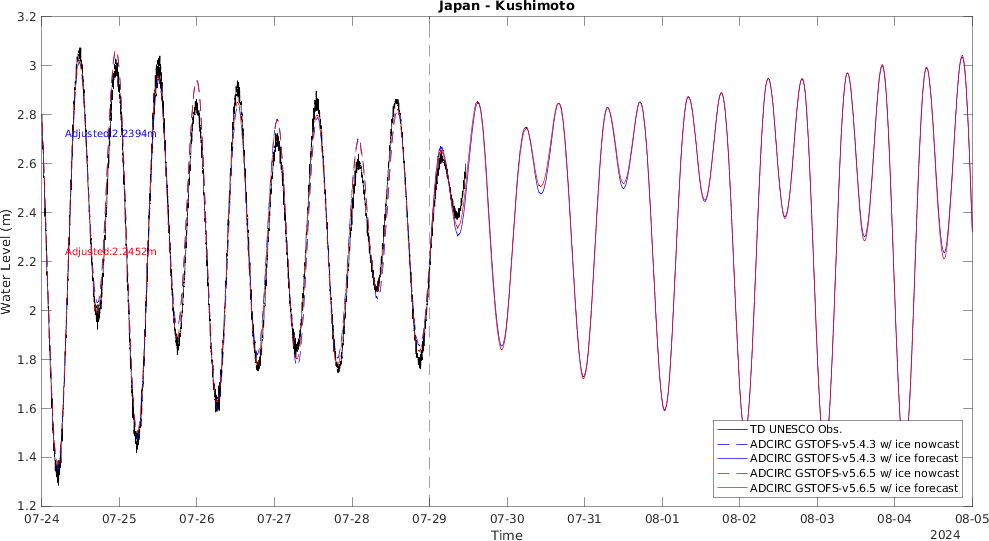 Japan - Kushimoto
3.2
3
2.8
2.6
2.4
2.2
2
1.8
1.6
1.4
1.2
Water Level (m)
Adjusted:2.2394m
Adjusted:2.2452m
TD UNESCO Obs.
ADCIRC GSTOFS-v5.4.3 w/ ice nowcast
ADCIRC GSTOFS-v5.4.3 w/ ice forecast
ADCIRC GSTOFS-v5.6.5 w/ ice nowcast
ADCIRC GSTOFS-v5.6.5 w/ ice forecast
07-24 07-25 07-26 07-27 07-28 07-29 07-30 07-31 08-01 08-02 08-03 08-04 08-05
Time
2024